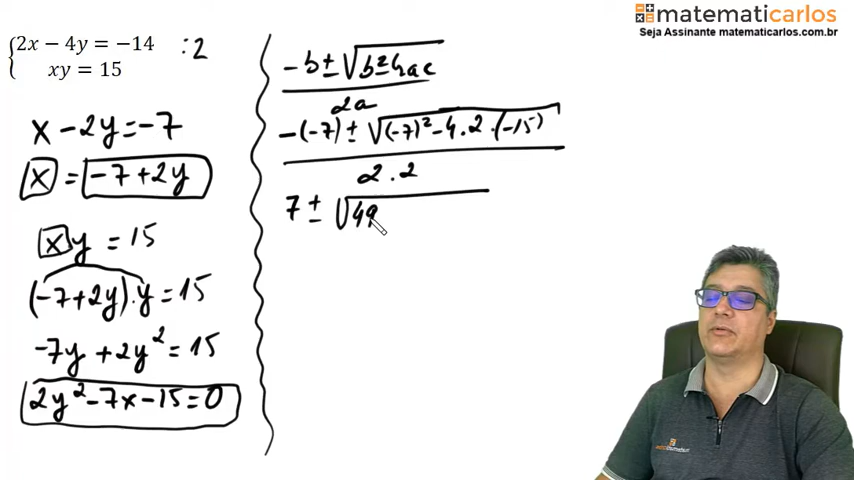 matematicarlos
Seja Assinante matematicarlos.com.br
2x − 4y = −14 :2
xy = 15
x - 2y = -7
x = -7 + 2y
xy = 15
(-7 + 2y).y = 15
-7y + 2y² = 15
2y² - 7x - 15 = 0
-b ± √b² - 4ac
2a
-(-7) ± √(-7)² - 4.2.(-15)
2.2
7 ± √49